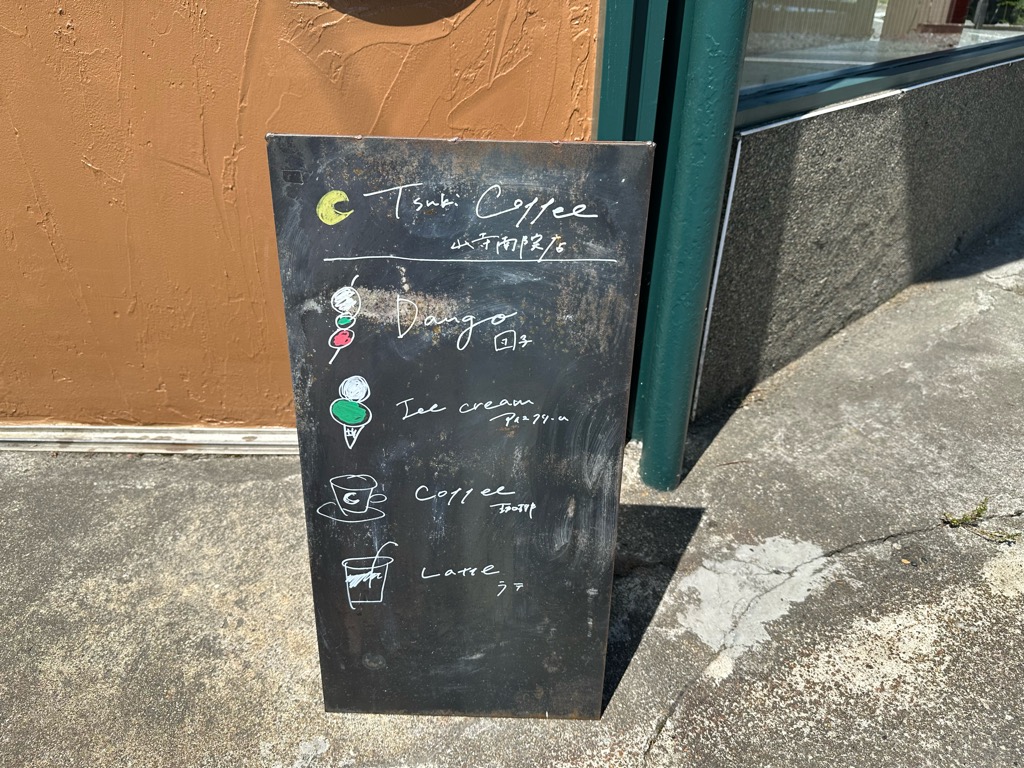 Tsuki Coffee
山寺南院店
Dango
団子
Ice cream
アイスクリーム
Coffee
珈琲
Latte
ラテ